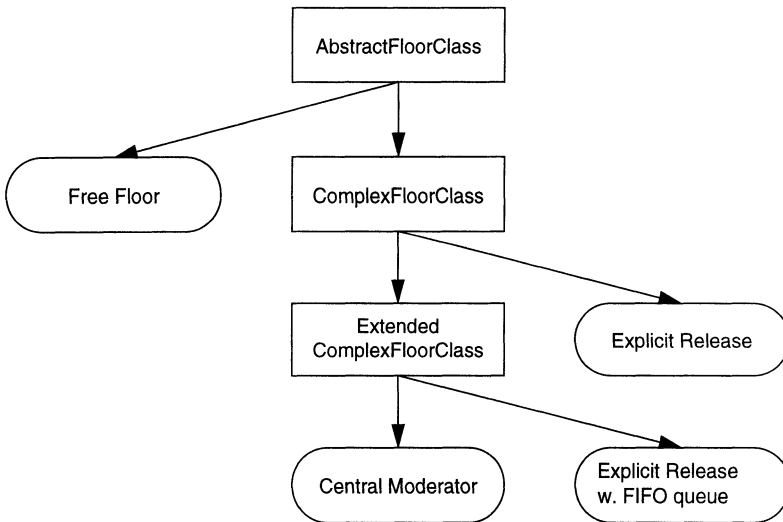 AbstractFloorClass
Free Floor
ComplexFloorClass
Extended
ComplexFloorClass
Explicit Release
Central Moderator
Explicit Release
w. FIFO queue